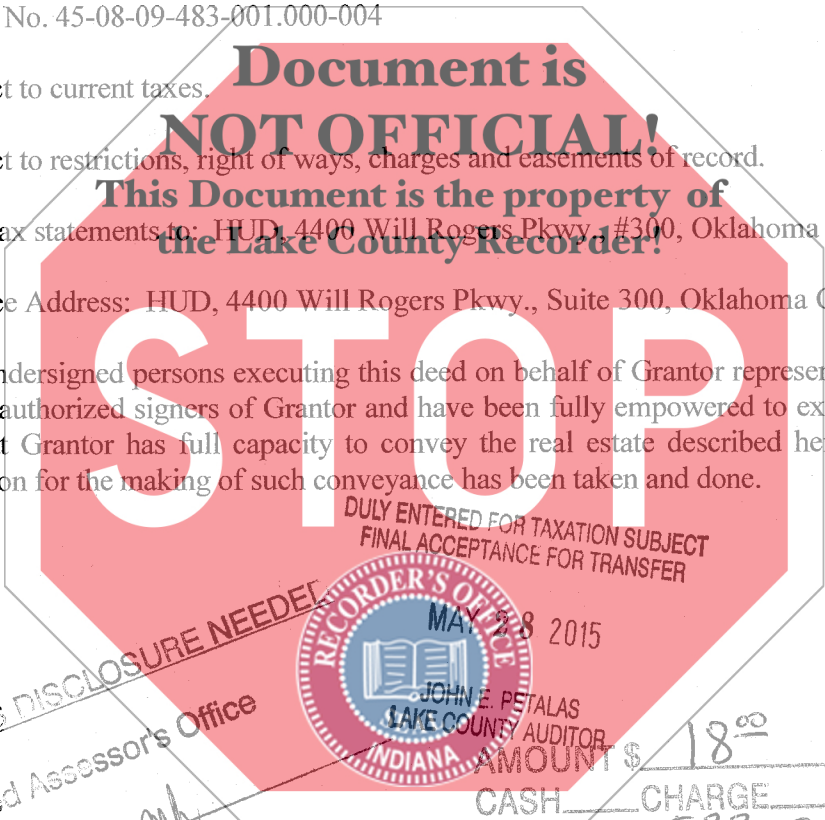 No. 45-08-09-483-001.000-004
Document is
ct to current taxes.
NOT OFFICIAL!
ct to restrictions, right of ways, charges and easements of record.
This Document is the property of
ax statements to: HUD, 4400 Will Rogers Pkwy., #300, Oklahoma
the Lake County Recorder!
e Address: HUD, 4400 Will Rogers Pkwy., Suite 300, Oklahoma C
STOP
ndersigned persons executing this deed on behalf of Grantor represen
authorized signers of Grantor and have been fully empowered to ex
t Grantor has full capacity to convey the real estate described he
on for the making of such conveyance has been taken and done.
DULY ENTERED FOR TAXATION SUBJECT
FINAL ACCEPTANCE FOR TRANSFER
MAY 28 2015
JOHN E. PETALAS
LAKE COUNTY AUDITOR
RECORDER'S OFFICE
INDIANA
DISCLOSURE NEEDED
Assessor's Office
AMOUNT $ 18.00
CASH CHARGE